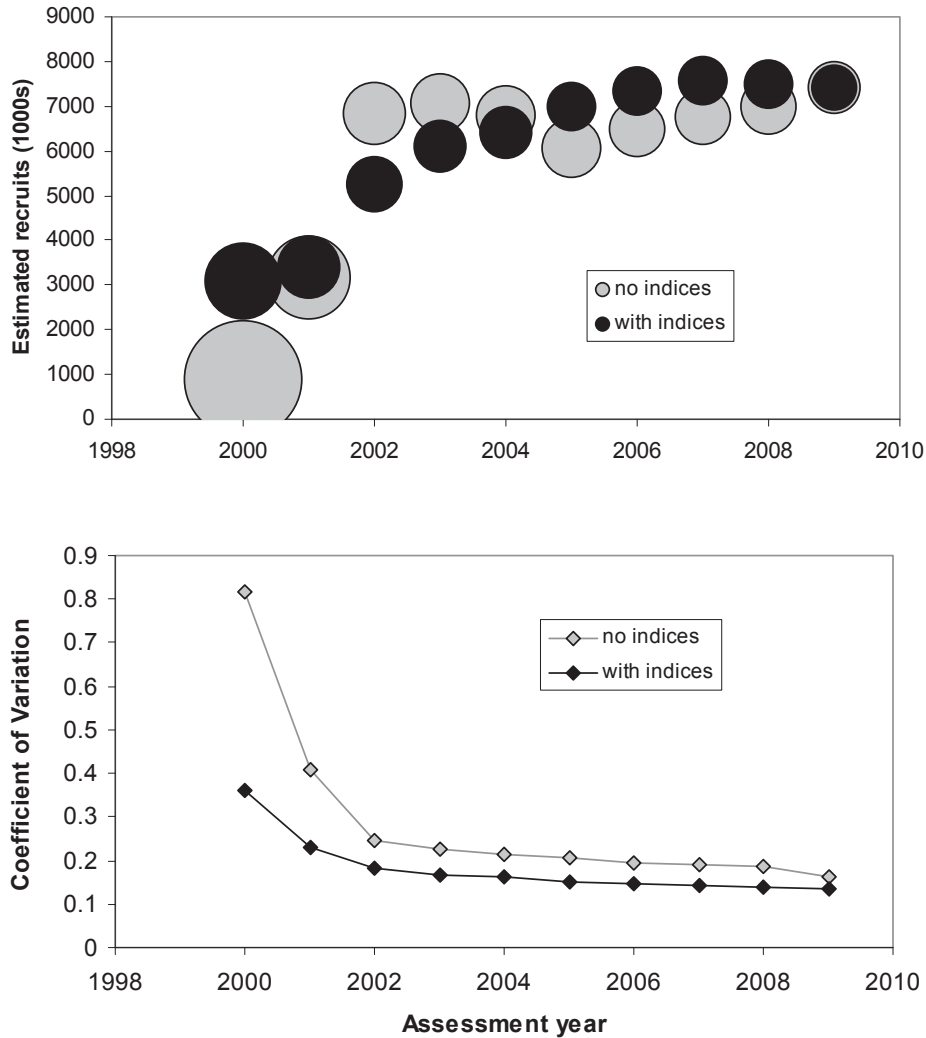 9000
8000
7000
6000
5000
4000
3000
2000
1000
0
Estimated recruits (1000s)
no indices
with indices
1998 2000 2002 2004 2006 2008 2010
0.9
0.8
0.7
0.6
0.5
0.4
0.3
0.2
0.1
0
Coefficient of Variation
no indices
with indices
1998 2000 2002 2004 2006 2008 2010
Assessment year